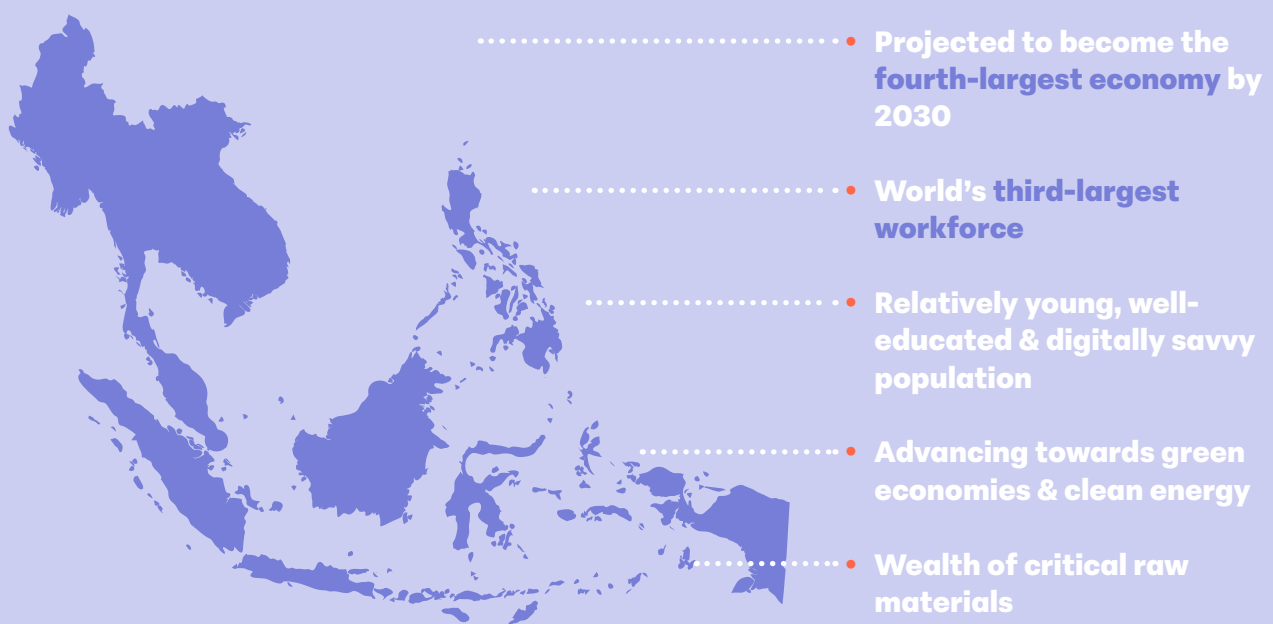 Projected to become the
fourth-largest economy by
2030
World’s third-largest
workforce
Relatively young, well-
educated & digitally savvy
population
Advancing towards green
economies & clean energy
Wealth of critical raw
materials